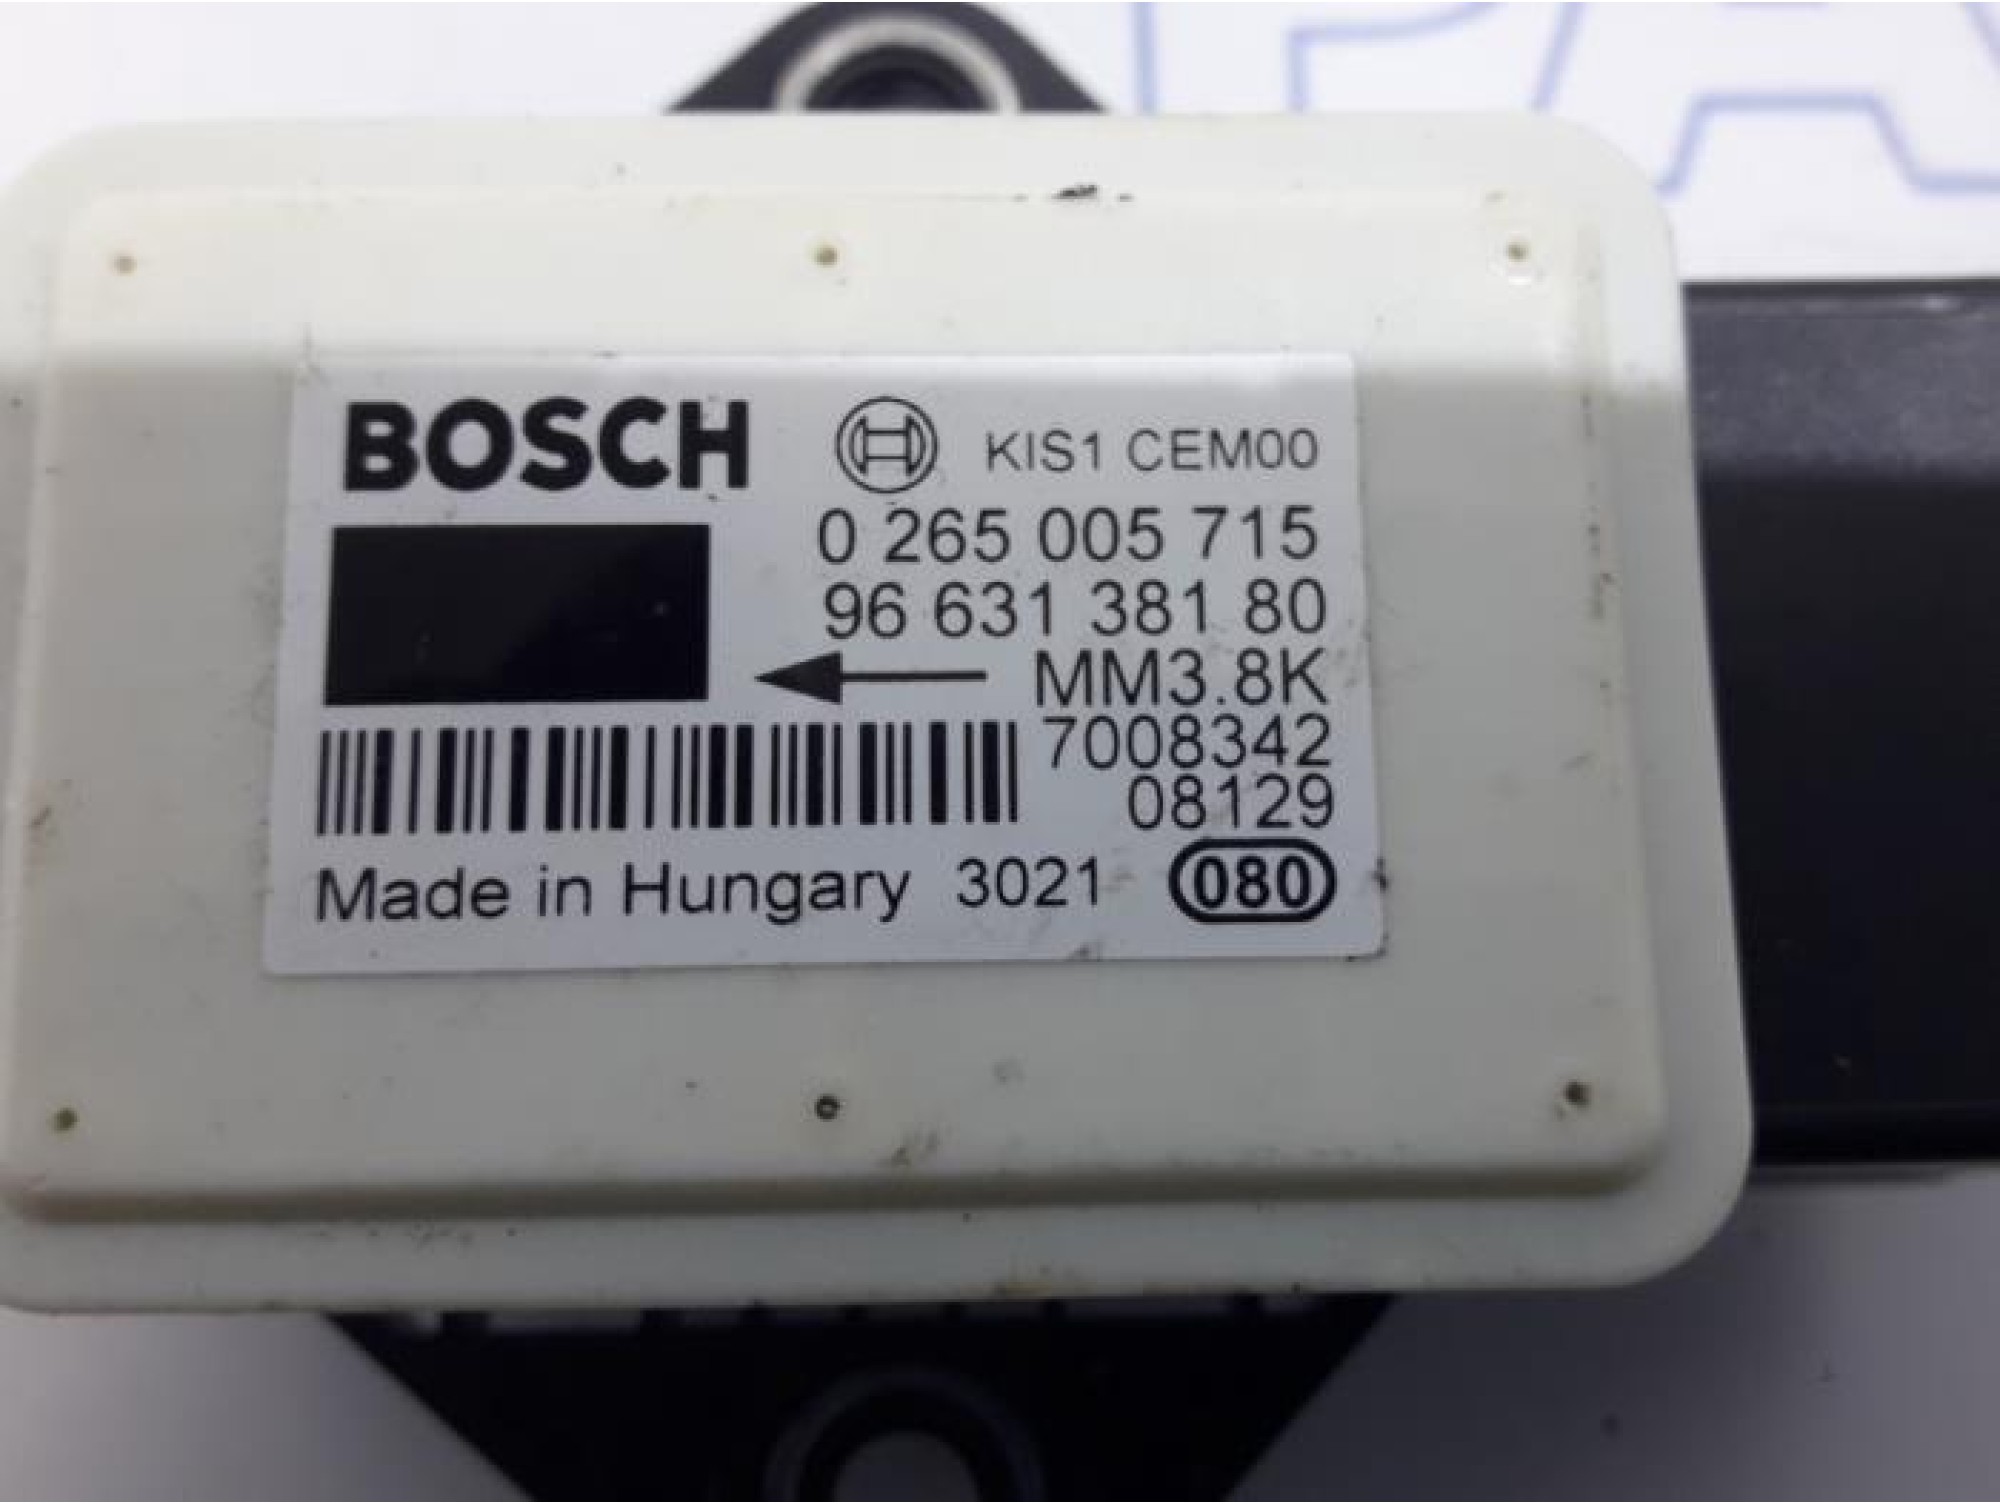 PA
BOSCH KIS1 CEM00
0 265 005 715
96 631 381 80
MM3.8K
7008342
08129
Made in Hungary 3021 080